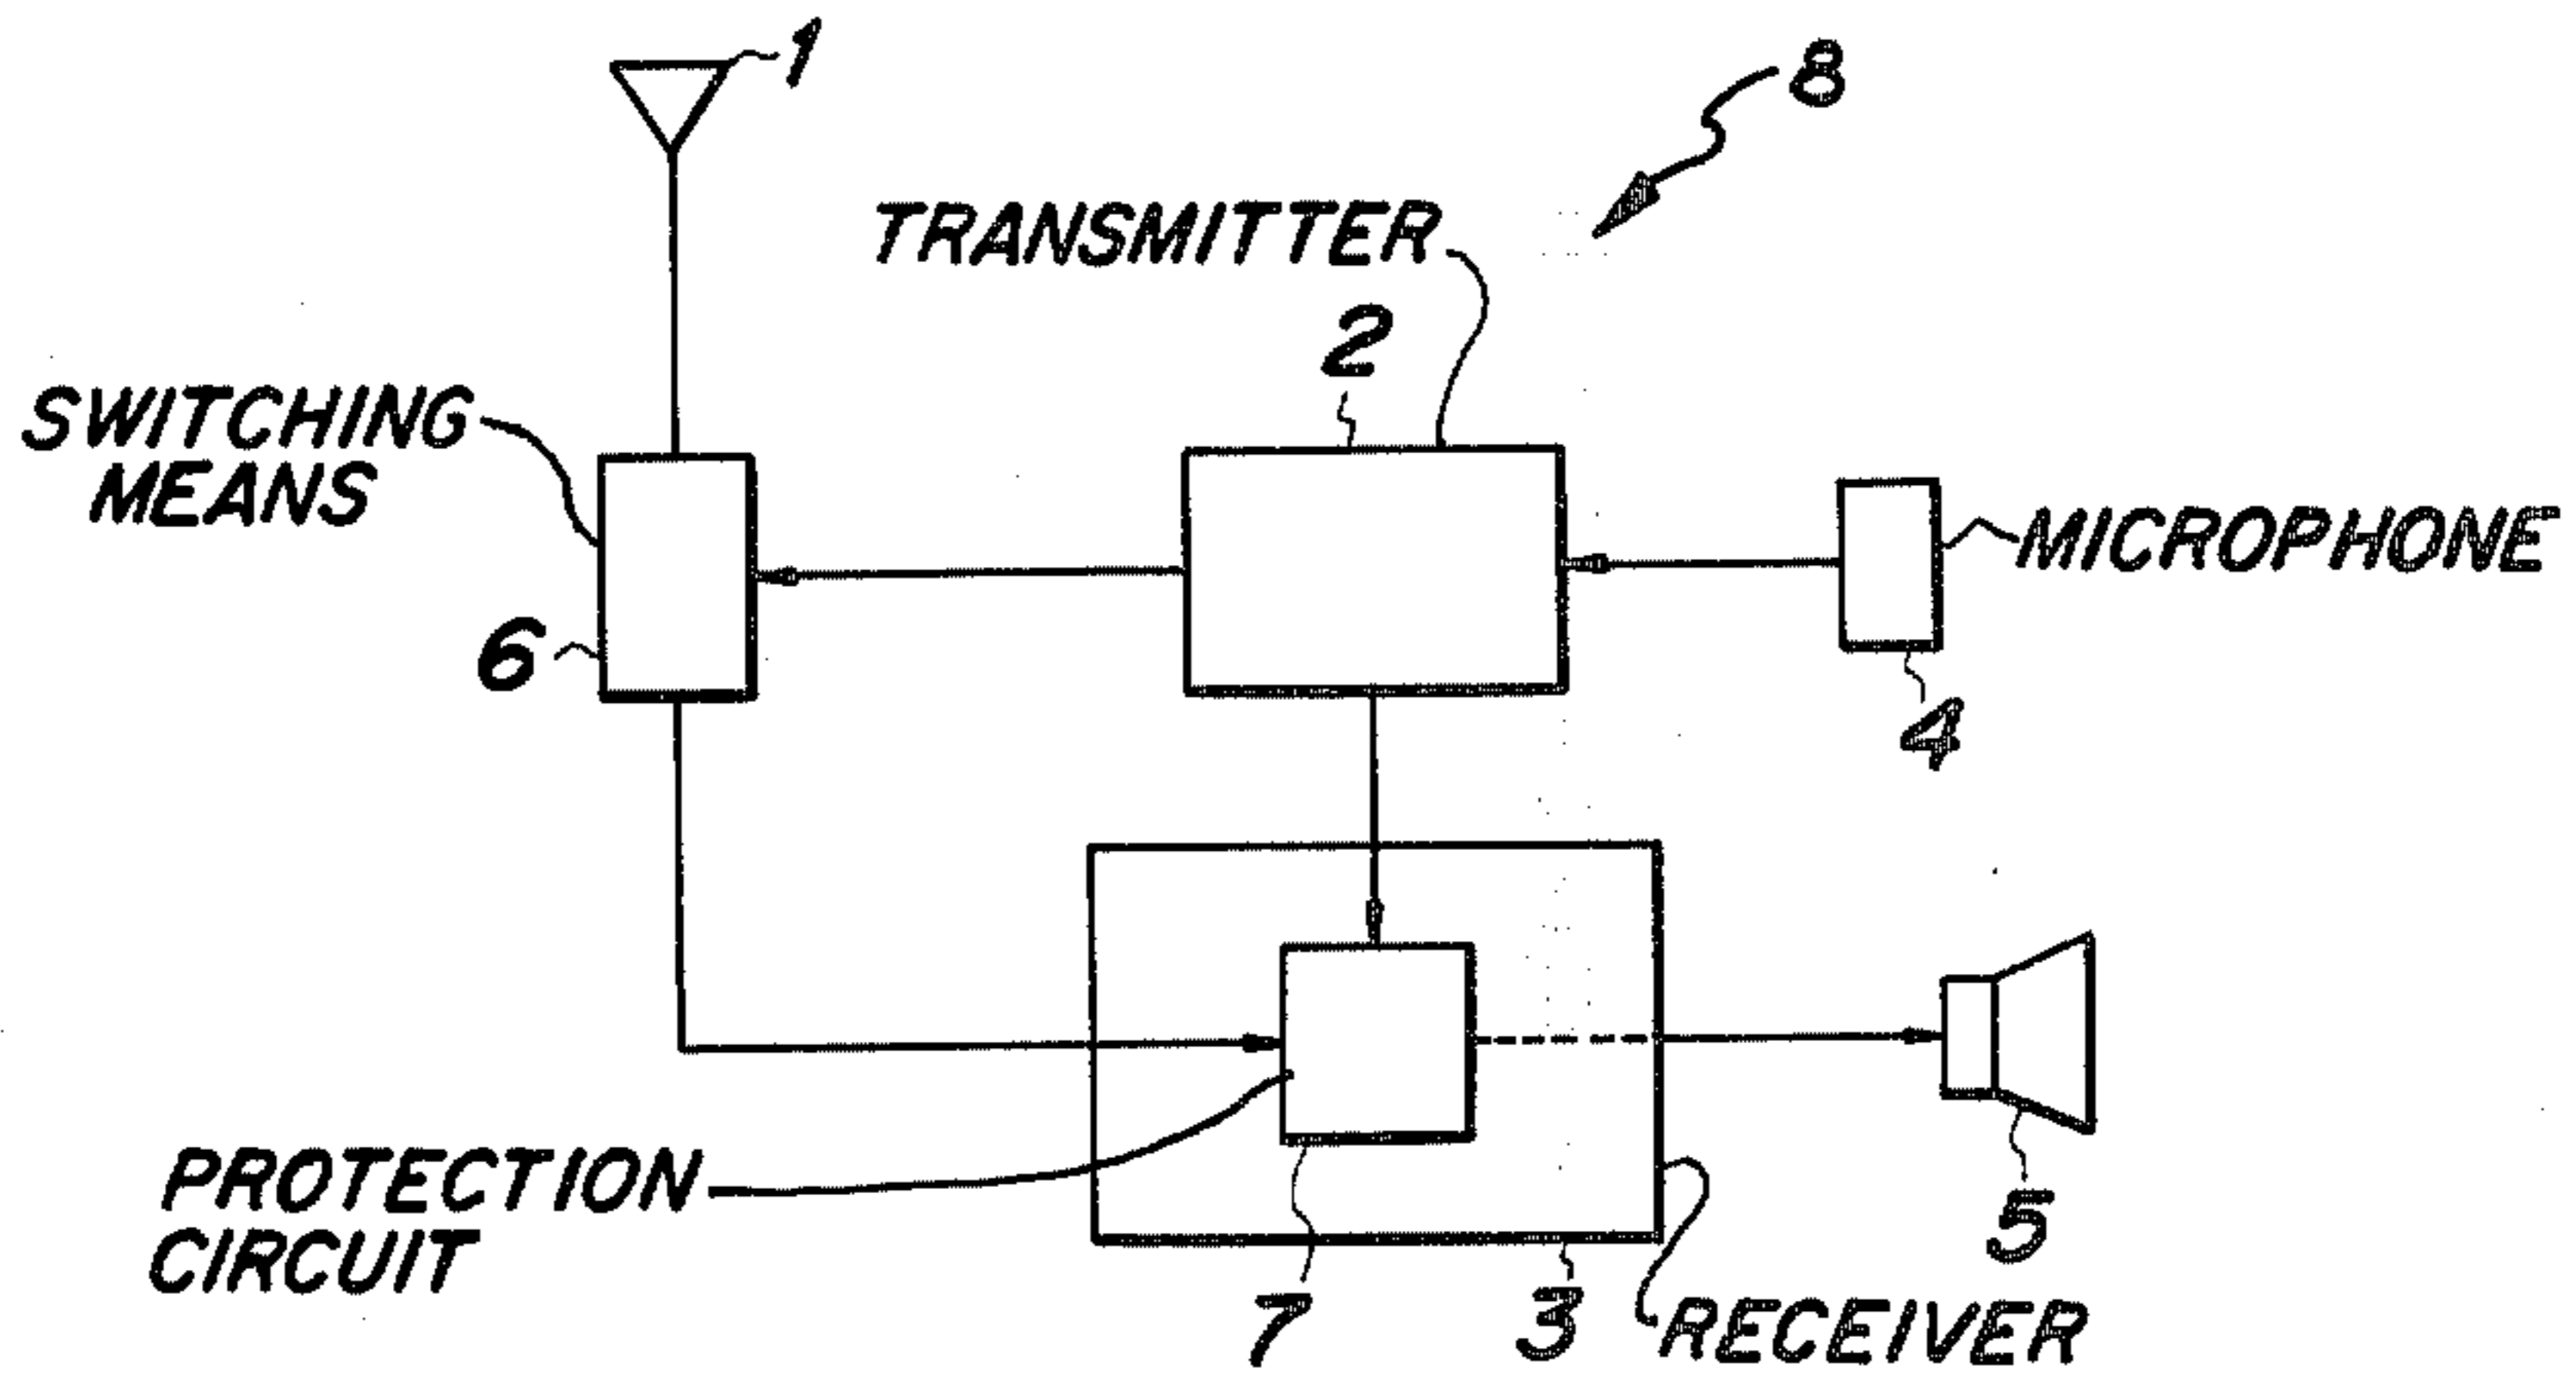 1
8
TRANSMITTER
2
SWITCHING
MEANS
MICROPHONE
6
4
PROTECTION
CIRCUIT
5
7
3
RECEIVER